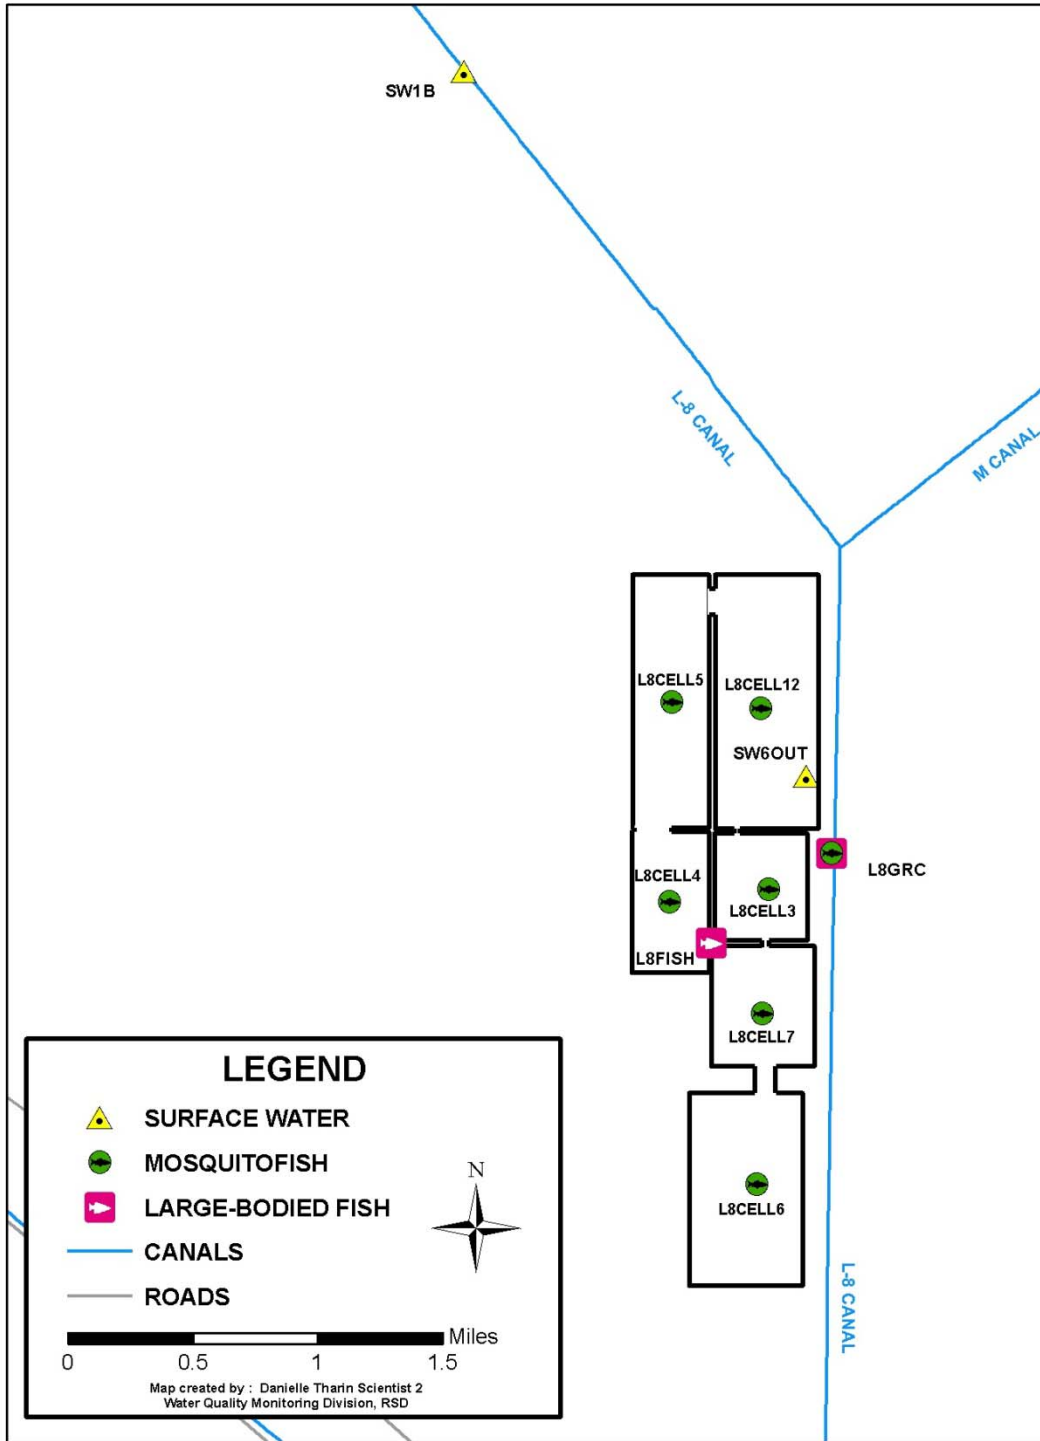 SW1B
L-8 CANAL
M CANAL
L8CELL5
L8CELL12
SW6OUT
L8CELL4
L8CELL3
L8GRC
L8FISH
L8CELL7
L8CELL6
L-8 CANAL
LEGEND
SURFACE WATER
MOSQUITOFISH
LARGE-BODIED FISH
CANALS
ROADS
N
Miles
0 0.5 1 1.5
Map created by : Danielle Tharin Scientist 2
Water Quality Monitoring Division, RSD